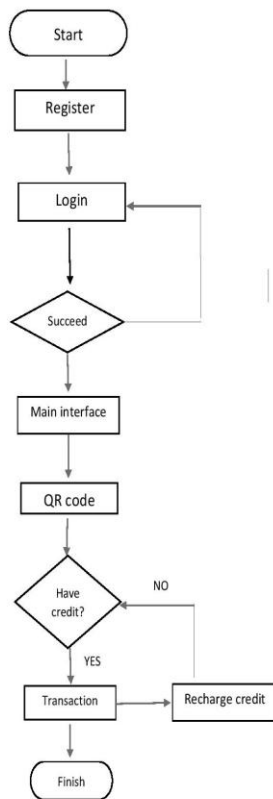 Start
Register
Login
Succeed
Main interface
QR code
Have
credit?
NO
YES
Transaction
Recharge credit
Finish